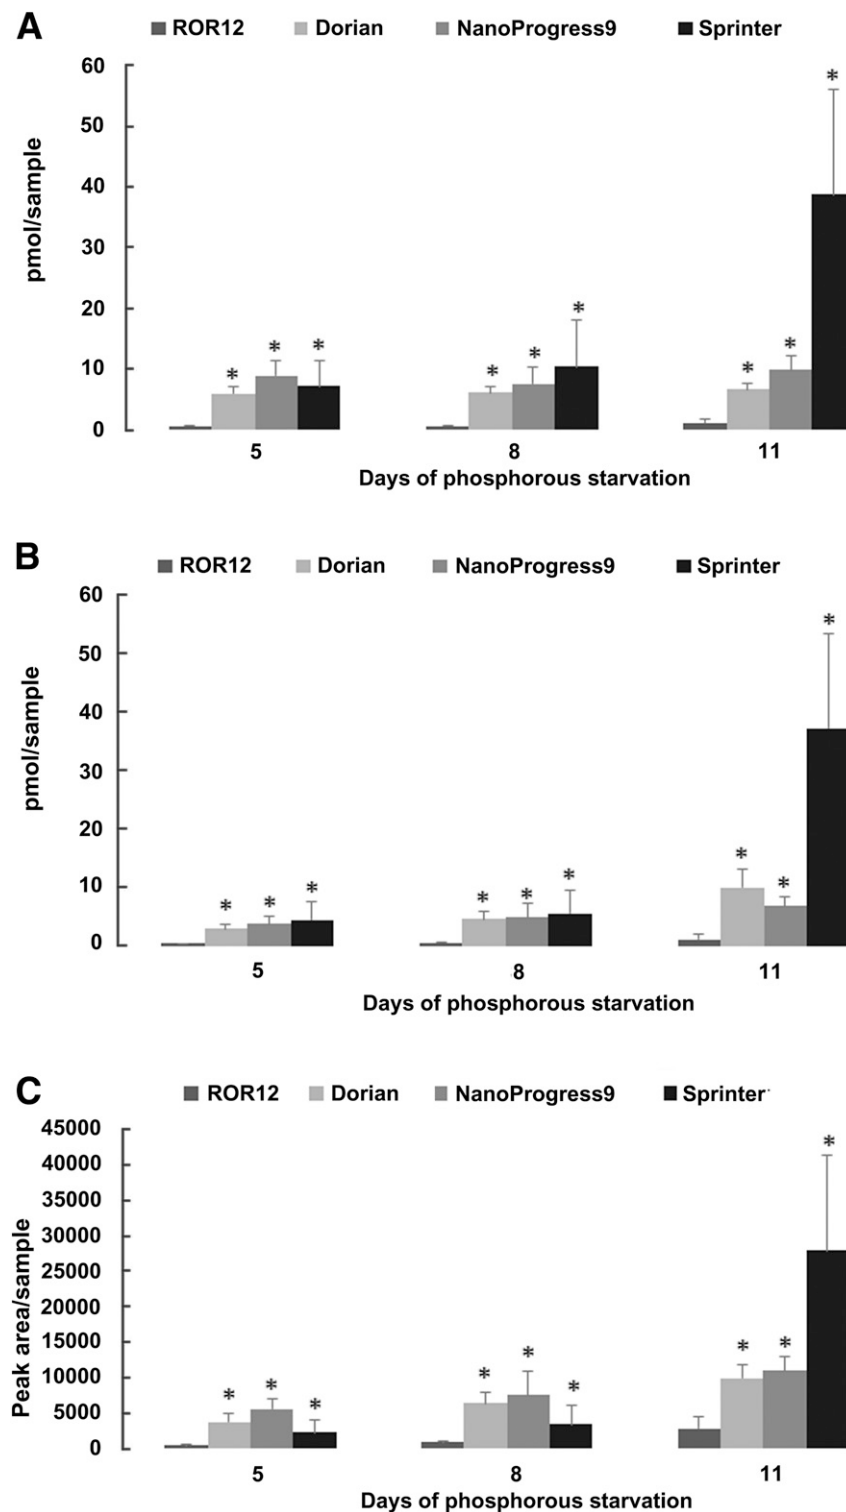 A
ROR12 Dorian NanoProgress9 Sprinter
pmol/sample
60
50
40
30
20
10
0
* * *
* * *
* * *
5 8 11
Days of phosphorous starvation
B
ROR12 Dorian NanoProgress9 Sprinter
pmol/sample
60
50
40
30
20
10
0
* * *
* * *
* * *
5 8 11
Days of phosphorous starvation
C
ROR12 Dorian NanoProgress9 Sprinter
Peak area/sample
45000
40000
35000
30000
25000
20000
15000
10000
5000
0
* * *
* * *
* * *
5 8 11
Days of phosphorous starvation